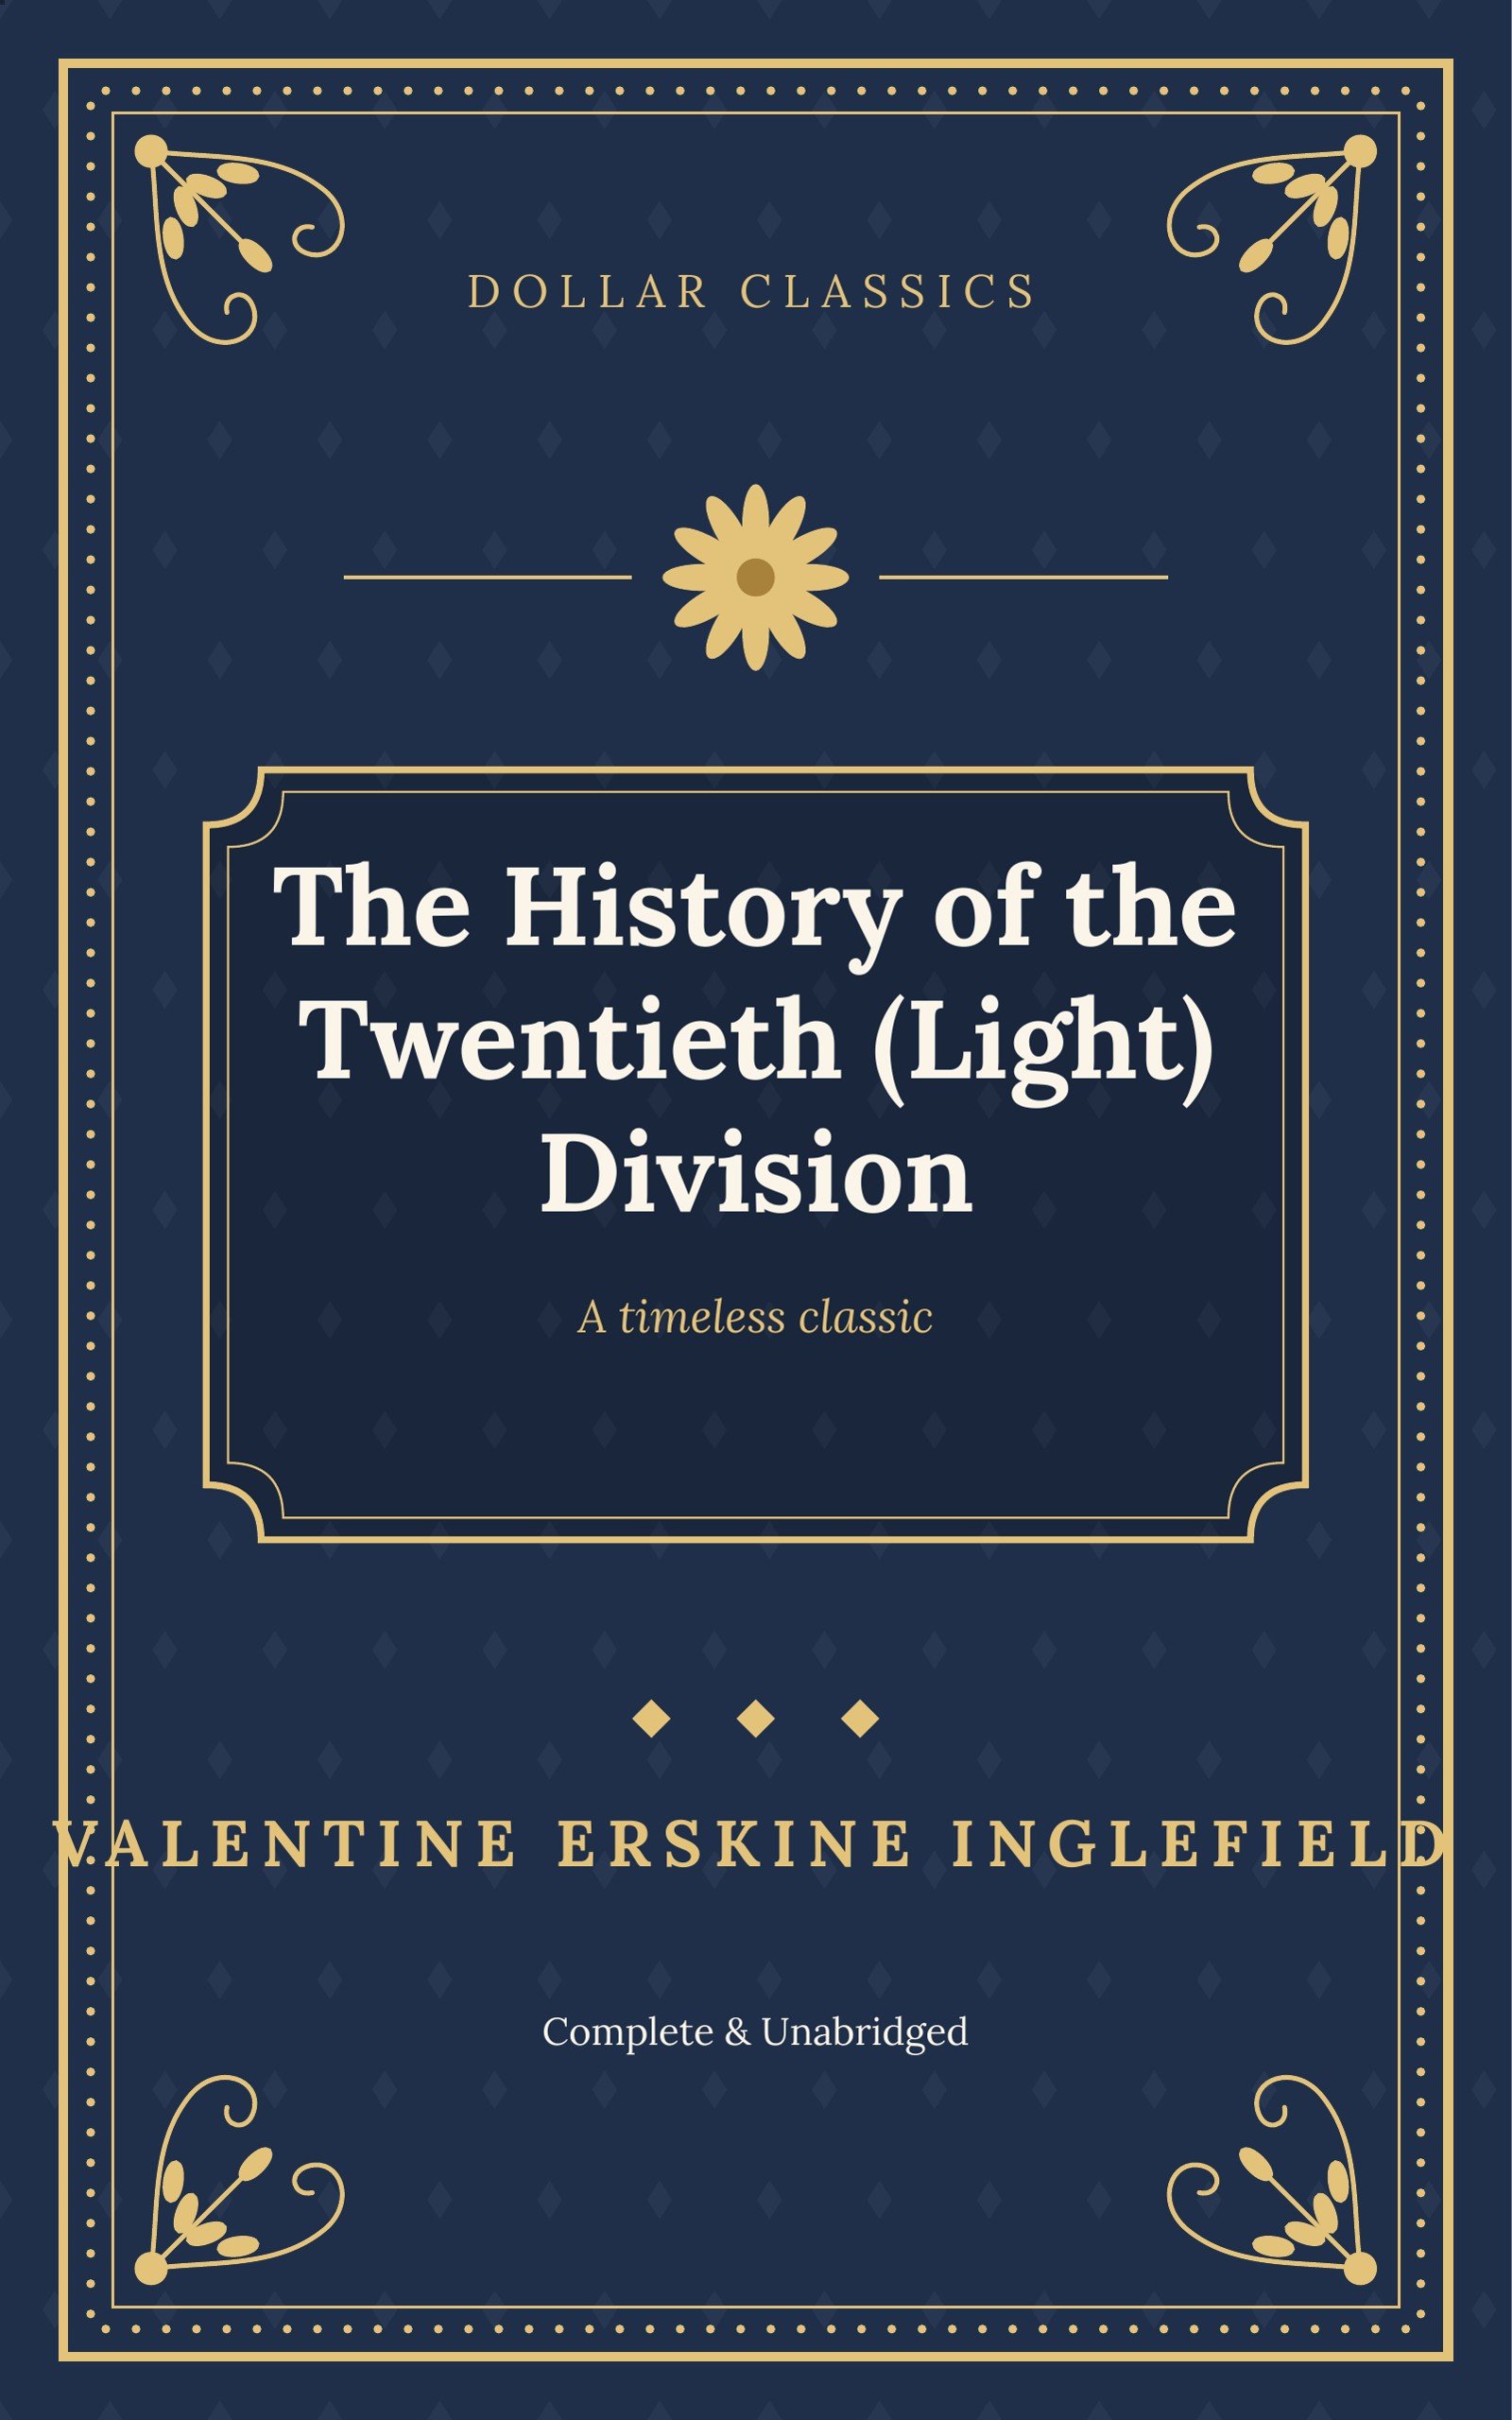 DOLLAR CLASSICS
The History of the
Twentieth (Light)
Division
A timeless classic
VALENTINE ERSKINE INGLEFIELD
Complete & Unabridged